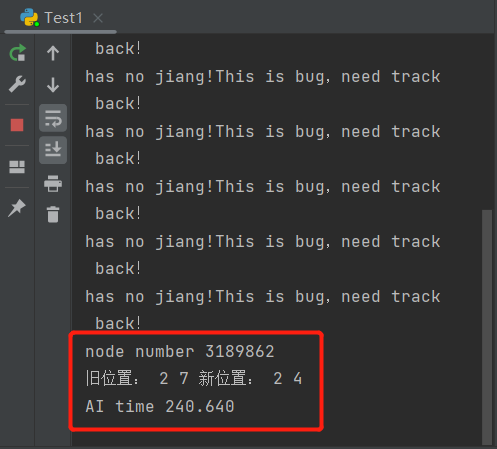 Test1
back!
has no jiang!This is bug, need track
back!
has no jiang!This is bug, need track
back!
has no jiang!This is bug, need track
back!
has no jiang!This is bug, need track
back!
has no jiang!This is bug, need track
back!
node number 3189862
旧位置： 2 7 新位置： 2 4
AI time 240.640